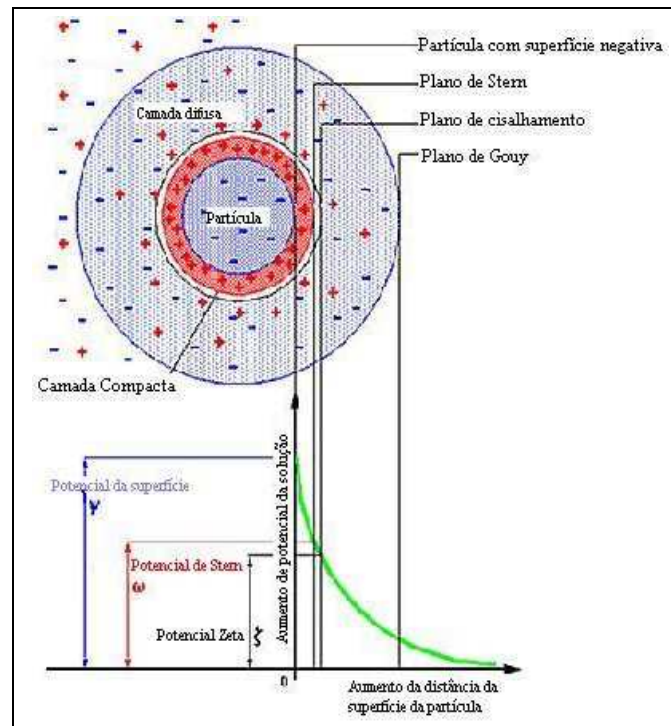 Partícula com superfície negativa
Plano de Stern
Camada difusa
Plano de cisalhamento
Plano de Gouy
Partícula
Camada Compacta
Aumento de potencial da solução
Potencial da superfície
ψ
Potencial de Stern
ω
Potencial Zeta ζ
0
Aumento da distância da
superfície da partícula